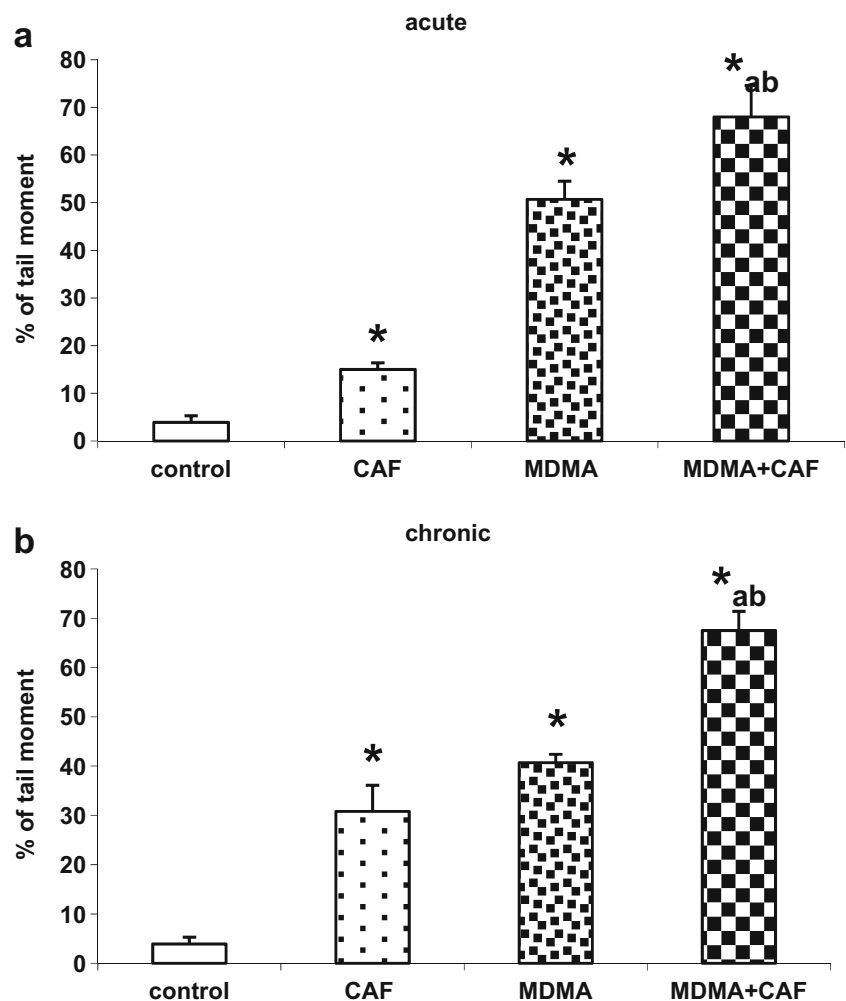 a
acute
80
70
60
50
40
30
20
10
0
% of tail moment
*
*
* ab
control CAF MDMA MDMA+CAF
b
chronic
80
70
60
50
40
30
20
10
0
% of tail moment
*
*
* ab
control CAF MDMA MDMA+CAF